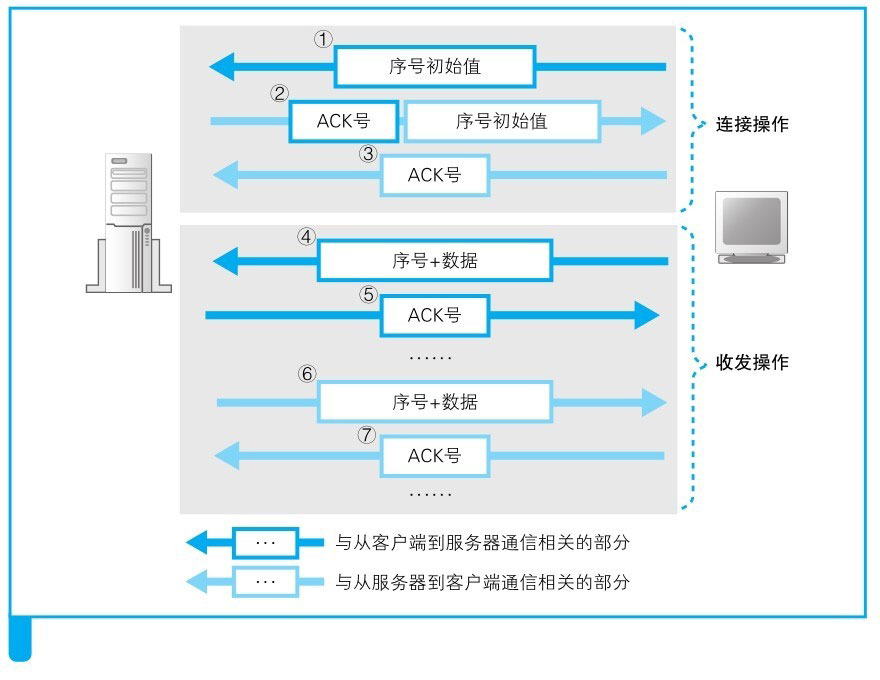 ①
序号初始值
②
ACK号
序号初始值
③
ACK号
连接操作
④
序号+数据
⑤
ACK号
······
⑥
序号+数据
⑦
ACK号
······
收发操作
··· 与从客户端到服务器通信相关的部分
··· 与从服务器到客户端通信相关的部分